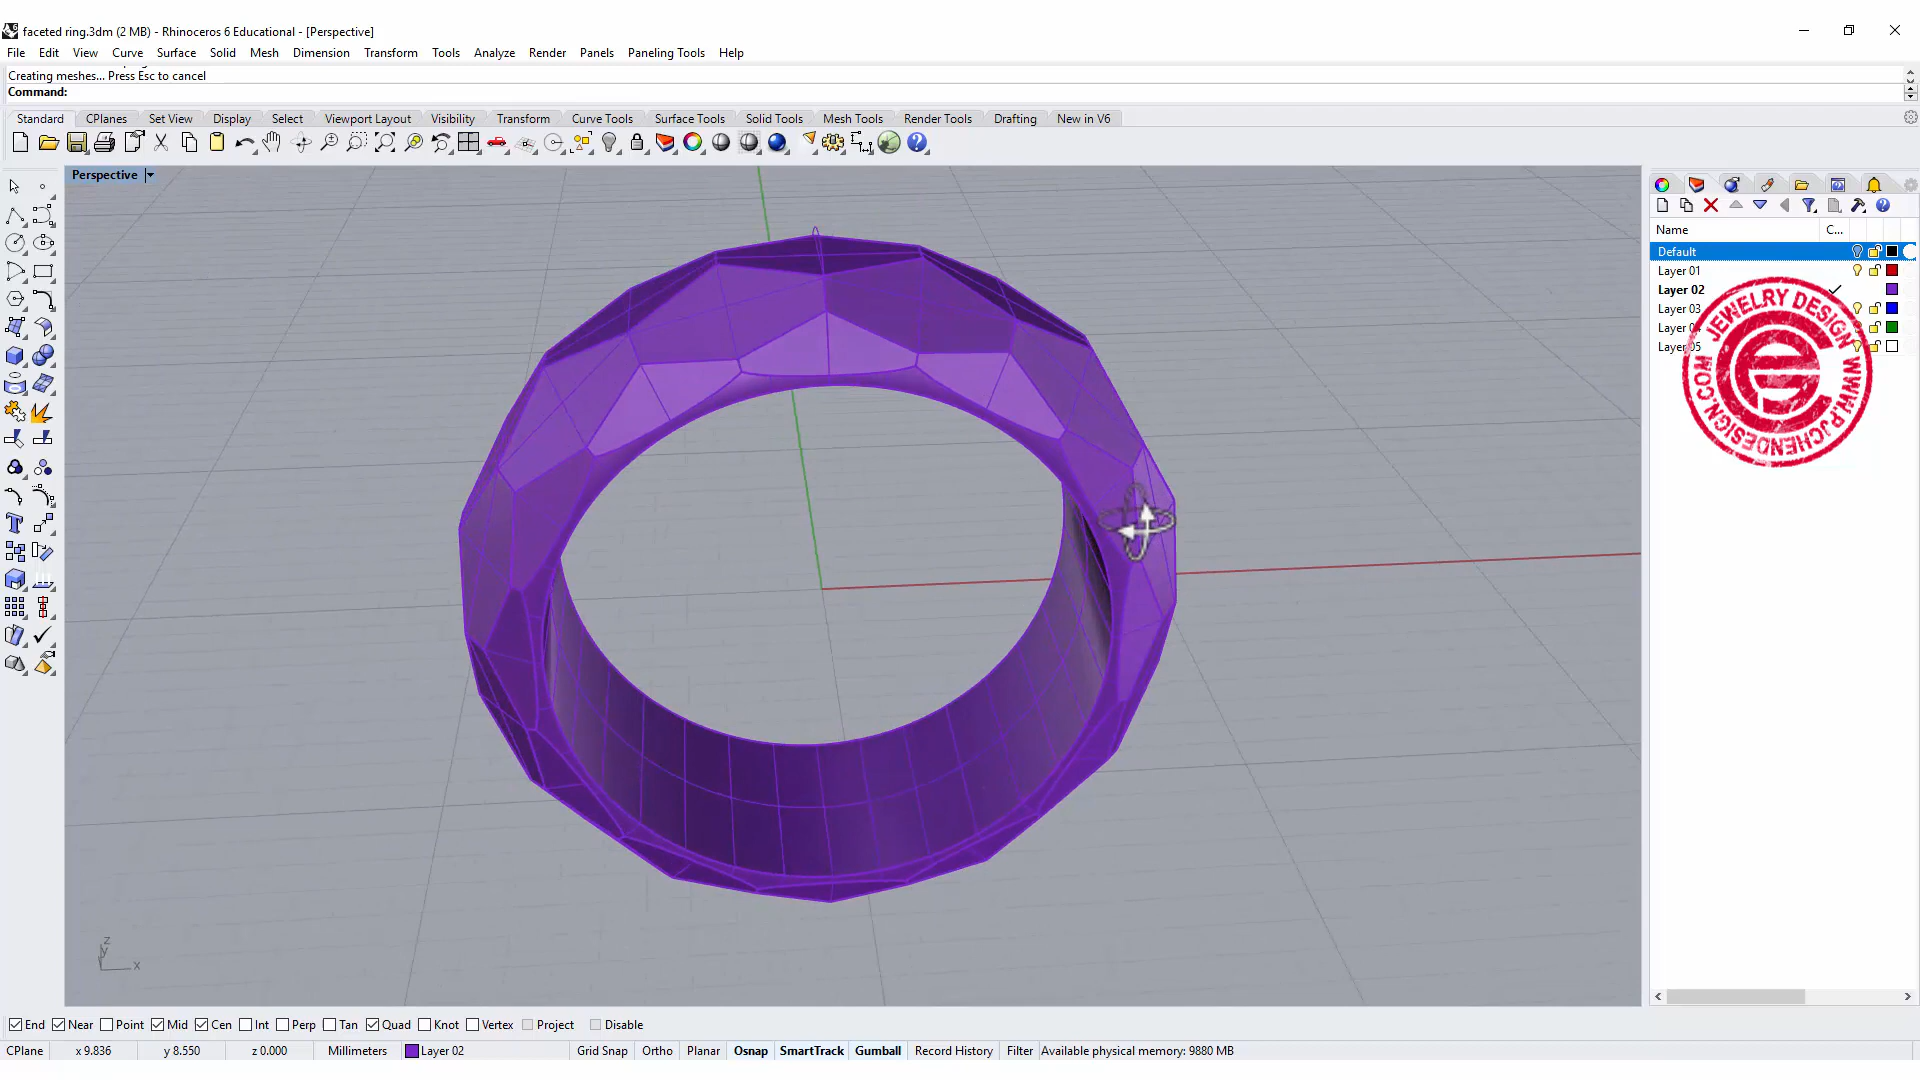 faceted ring.3dm (2 MB) - Rhinoceros 6 Educational - [Perspective]
File Edit View Curve Surface Solid Mesh Dimension Transform Tools Analyze Render Panels Paneling Tools Help
Creating meshes... Press Esc to cancel
Command:
Standard CPlanes Set View Display Select Viewport Layout Visibility Transform Curve Tools Surface Tools Solid Tools Mesh Tools Render Tools Drafting New in V6
Perspective
Name C...
Default
Layer 01
Layer 02
Layer 03
Layer
Layer 05
JEWELRY DESIGN
WWW.PJCHENDESIGN.COM
z
y
x
End Near Point Mid Cen Int Perp Tan Quad Knot Vertex Project Disable
CPlane x 9.836 y 8.550 z 0.000 Millimeters Layer 02 Grid Snap Ortho Planar Osnap SmartTrack Gumball Record History Filter Available physical memory: 9880 MB